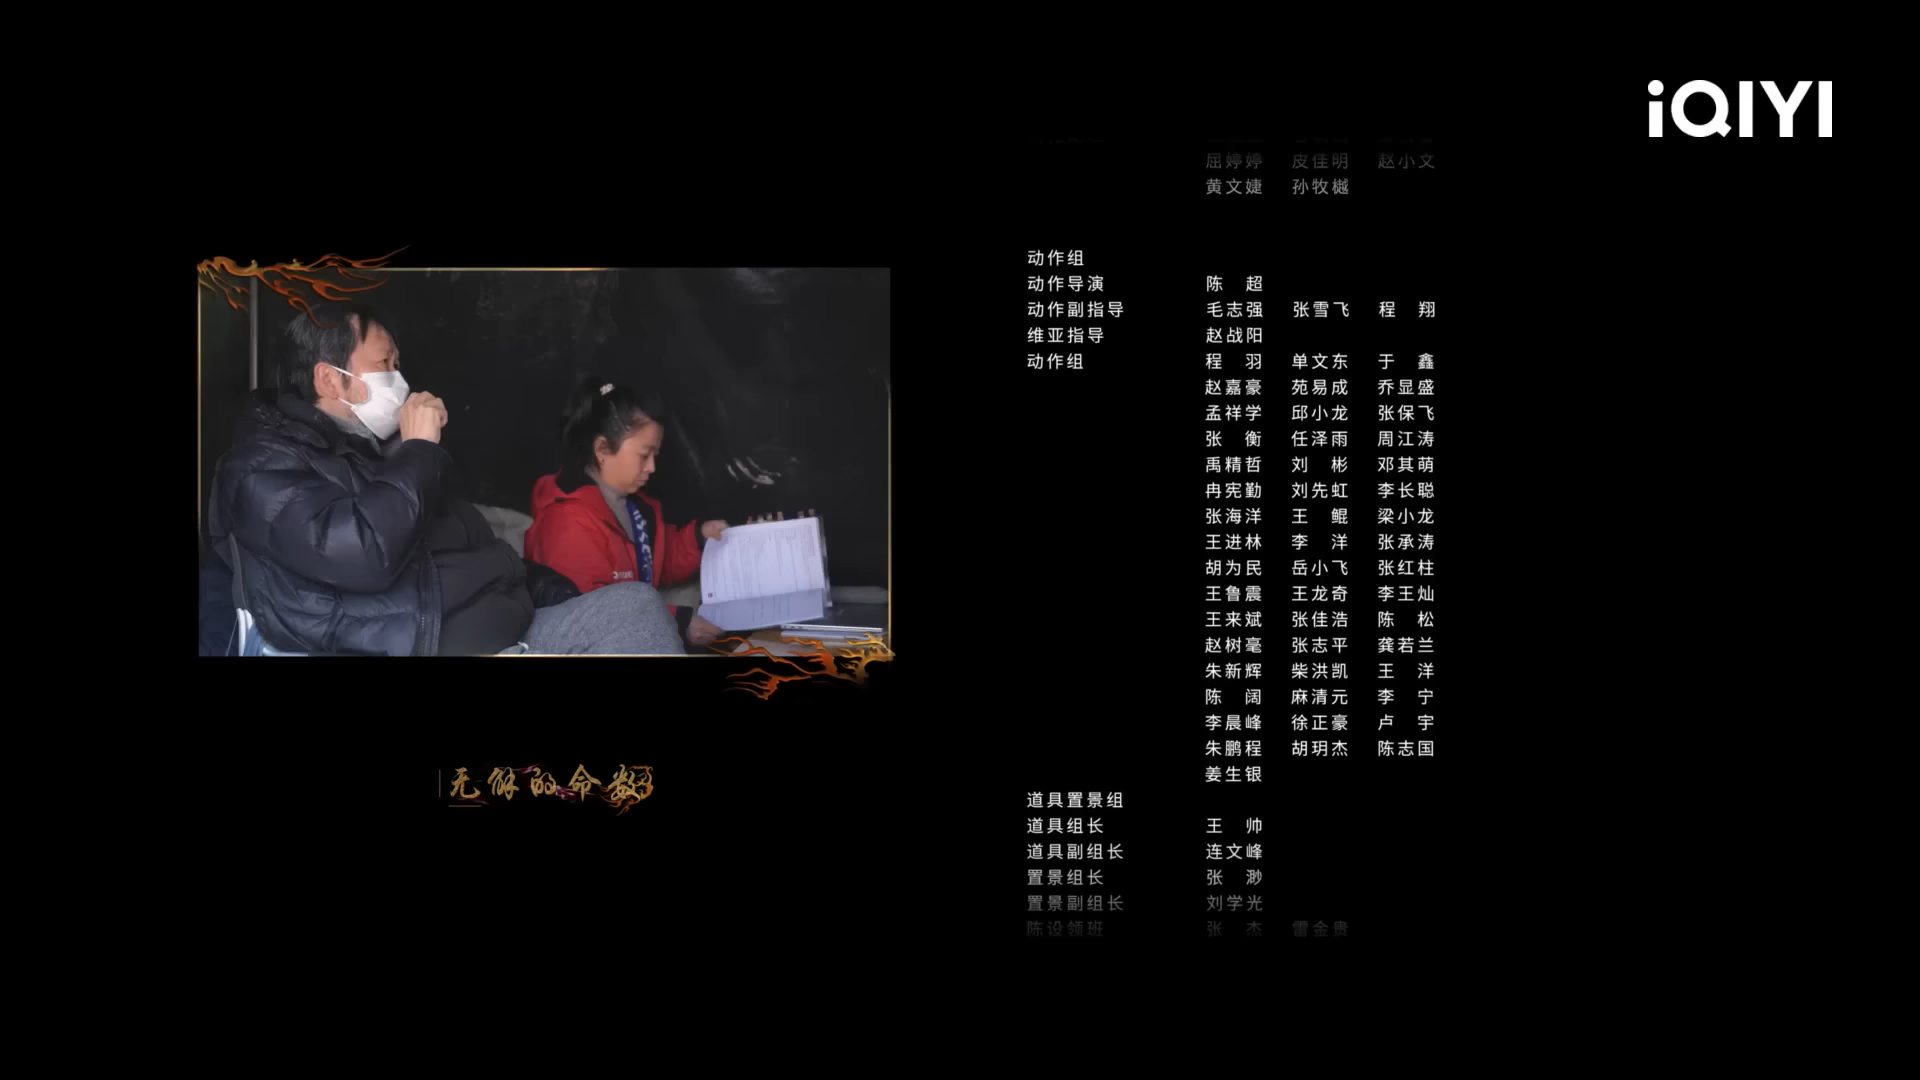 iQIYI
屈婷婷 皮佳明 赵小文
黄文婕 孙牧樾
动作组
动作导演 陈 超
动作副指导 毛志强 张雪飞 程 翔
维亚指导 赵战阳
动作组 程 羽 单文东 于 鑫
赵嘉豪 苑易成 乔显盛
孟祥学 邱小龙 张保飞
张 衡 任泽雨 周江涛
禹精哲 刘 彬 邓其萌
冉宪勤 刘先虹 李长聪
张海洋 王 鲲 梁小龙
王进林 李 洋 张承涛
胡为民 岳小飞 张红柱
王鲁震 王龙奇 李王灿
王来斌 张佳浩 陈 松
赵树毫 张志平 龚若兰
朱新辉 柴洪凯 王 洋
陈 阔 麻清元 李 宁
李晨峰 徐正豪 卢 宇
朱鹏程 胡玥杰 陈志国
姜生银
道具置景组
道具组长 王 帅
道具副组长 连文峰
置景组长 张 渺
置景副组长 刘学光
陈设领班 张 杰 雷金贵
无解的命数